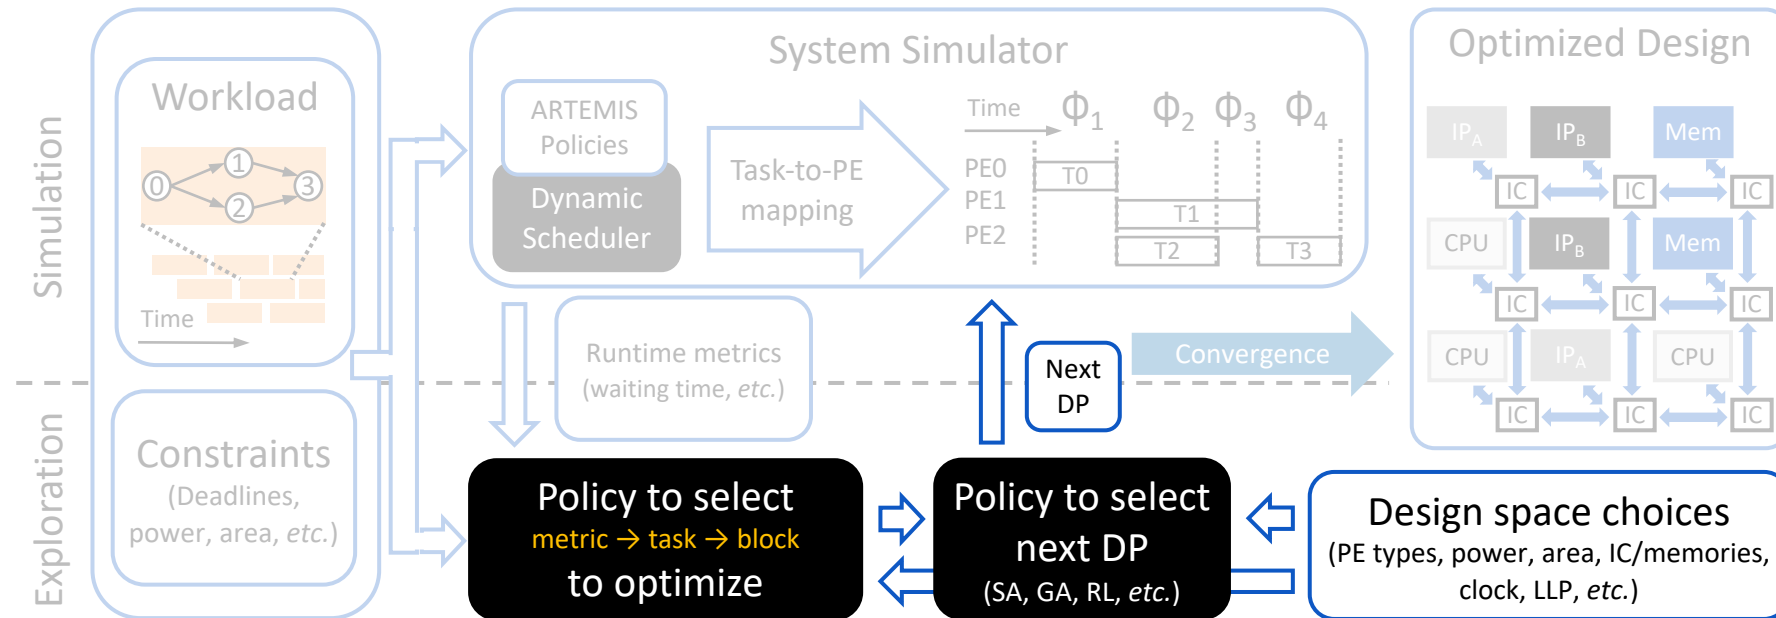 Simulation
Exploration
Workload
0
1
2
3
Time
Constraints
(Deadlines,
power, area, etc.)
System Simulator
ARTEMIS
Policies
Dynamic
Scheduler
Task-to-PE
mapping
Time
Φ1 Φ2 Φ3 Φ4
PE0
T0
PE1
T1
PE2
T2
T3
Runtime metrics
(waiting time, etc.)
Next
DP
Convergence
Policy to select
metric → task → block
to optimize
Policy to select
next DP
(SA, GA, RL, etc.)
Design space choices
(PE types, power, area, IC/memories,
clock, LLP, etc.)
Optimized Design
IPA IPB Mem
IC IC IC
CPU IPB Mem
IC IC IC
CPU IPA CPU
IC IC IC